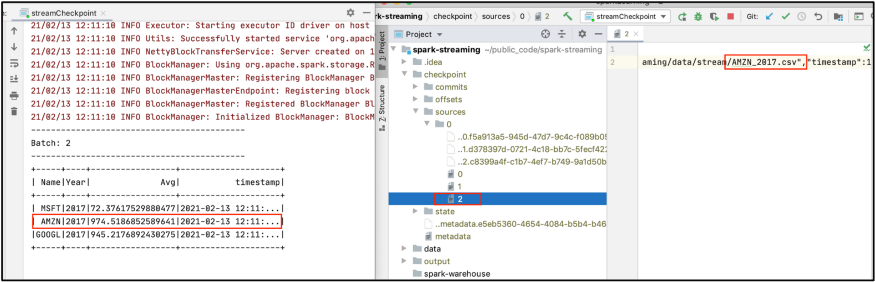 streamCheckpoint
21/02/13 12:11:10 INFO Executor: Starting executor ID driver on host
21/02/13 12:11:10 INFO Utils: Successfully started service 'org.apac
21/02/13 12:11:10 INFO NettyBlockTransferService: Server created on 1
21/02/13 12:11:10 INFO BlockManager: Using org.apache.spark.storage.R
21/02/13 12:11:10 INFO BlockManagerMaster: Registering BlockManager B
21/02/13 12:11:10 INFO BlockManagerMasterEndpoint: Registering block
21/02/13 12:11:10 INFO BlockManagerMaster: Registered BlockManager Bl
21/02/13 12:11:10 INFO BlockManager: Initialized BlockManager: BlockM
-------------------------------------------
Batch: 2
-------------------------------------------
+-----+----+-----------------+--------------------+
| Name|Year| Avg| timestamp|
+-----+----+-----------------+--------------------+
| MSFT|2017|72.37617529880477|2021-02-13 12:11:...|
| AMZN|2017|974.5186852589641|2021-02-13 12:11:...|
|GOOGL|2017|945.2176892430275|2021-02-13 12:11:...|
+-----+----+-----------------+--------------------+
rk-streaming › checkpoint › sources › 0 › 2
streamCheckpoint
Git:
1: Project
Z: Structure
Project
spark-streaming ~/public_code/spark-streaming
.idea
checkpoint
commits
offsets
sources
0
..0.f5a913a5-945d-47d7-9c4c-f089b05
..1.d378397d-0721-4c18-bb7c-5fecf422
..2.c8399a4f-c1b7-4ef7-b749-9a1d50b
0
1
2
state
..metadata.e5eb5360-4654-4084-b5b4-b46
metadata
data
output
spark-warehouse
2
1
2
aming/data/stream/AMZN_2017.csv","timestamp":1